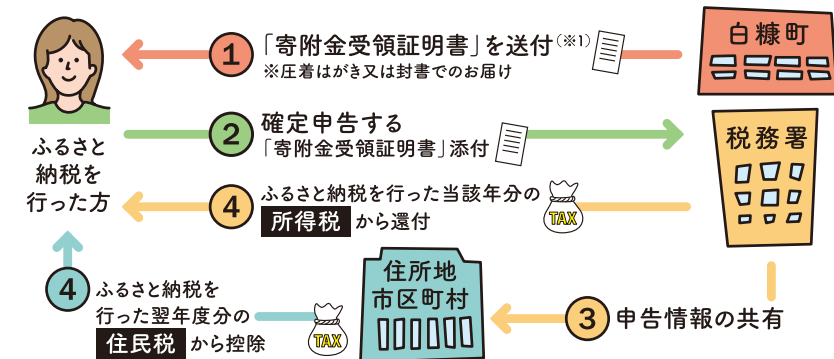 1
「寄附金受領証明書」を送付(※1)
※圧着はがき又は封書でのお届け
白糠町
ふるさと
納税を
行った方
2
確定申告する
「寄附金受領証明書」添付
税務署
4
ふるさと納税を行った当該年分の
所得税 から還付
TAX
4
ふるさと納税を
行った翌年度分の
住民税 から控除
TAX
住所地
市区町村
3
申告情報の共有